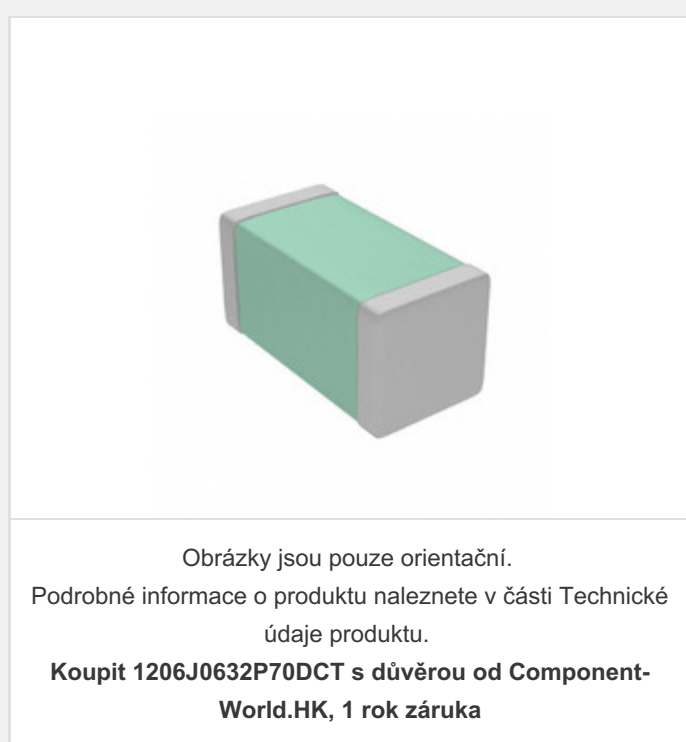 Obrázky jsou pouze orientační.
Podrobné informace o produktu naleznete v části Technické
údaje produktu.
Koupit 1206J0632P70DCT s důvěrou od Component-
World.HK, 1 rok záruka